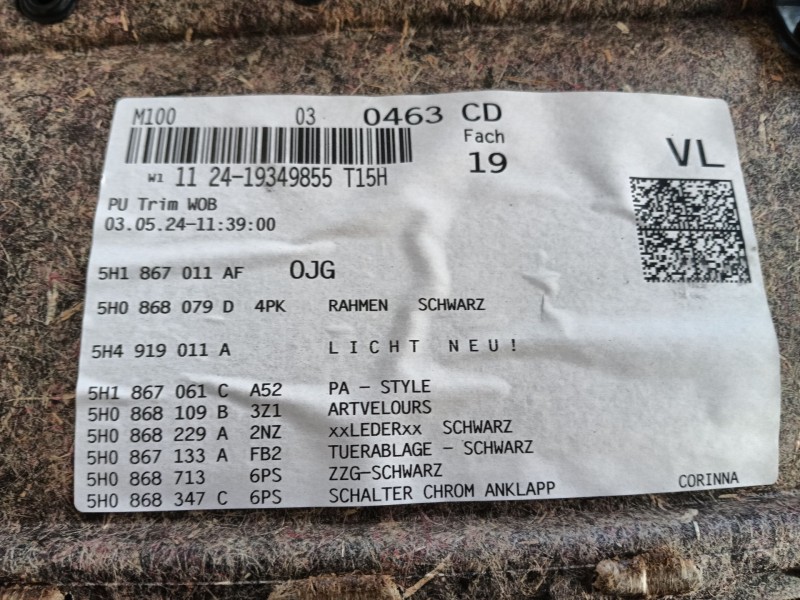 M100 03 0463 CD
Fach
19
VL
W1 11 24-19349855 T15H
PU Trim WOB
03.05.24-11:39:00
5H1 867 011 AF OJG
5H0 868 079 D 4PK RAHMEN SCHWARZ
5H4 919 011 A LICHT NEU!
5H1 867 061 C A52 PA - STYLE
5H0 868 109 B 3Z1 ARTVELOURS
5H0 868 229 A 2NZ xxLEDERxx SCHWARZ
5H0 867 133 A FB2 TUERABLAGE - SCHWARZ
5H0 868 713 6PS ZZG-SCHWARZ
5H0 868 347 C 6PS SCHALTER CHROM ANKLAPP
CORINNA